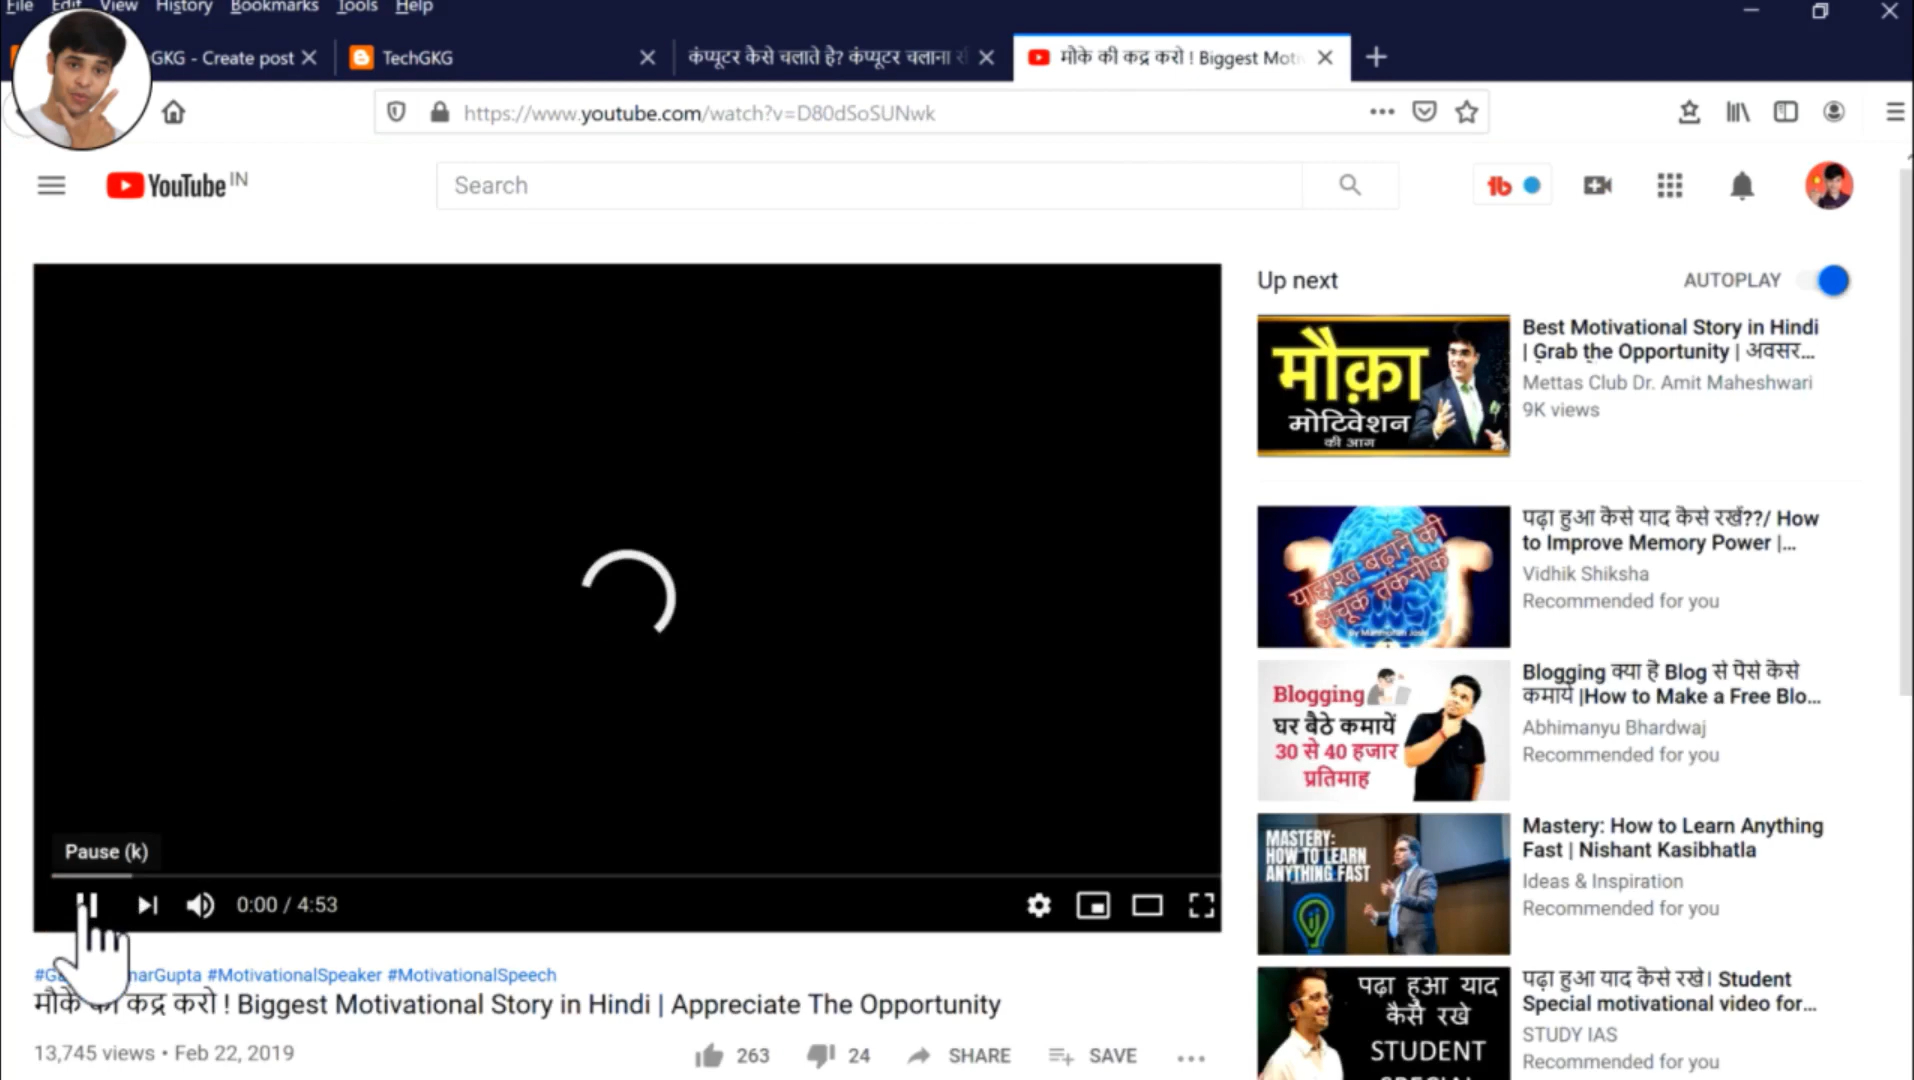 File Edit View History Bookmarks Tools Help
GKG - Create post
TechGKG
कंप्यूटर कैसे चलाते है? कंप्यूटर चलाना
मौके की कद्र करो ! Biggest Moti
https://www.youtube.com/watch?v=D80dSoSUNwk
YouTube IN
Search
Up next
AUTOPLAY
मौक़ा
मोटिवेशन
की आग
Best Motivational Story in Hindi
| Grab the Opportunity | अवसर...
Mettas Club Dr. Amit Maheshwari
9K views
याद्दाश्त बढ़ाने की
अचूक तकनीक
पढ़ा हुआ कैसे याद कैसे रखें??/ How
to Improve Memory Power |...
Vidhik Shiksha
Recommended for you
Blogging
घर बैठे कमायें
30 से 40 हजार
प्रतिमाह
Blogging क्या है Blog से पैसे कैसे
कमायें |How to Make a Free Blo...
Abhimanyu Bhardwaj
Recommended for you
MASTERY:
HOW TO LEARN
ANYTHING FAST
Mastery: How to Learn Anything
Fast | Nishant Kasibhatla
Ideas & Inspiration
Recommended for you
पढ़ा हुआ याद
कैसे रखे
STUDENT
SPECIAL
पढ़ा हुआ याद कैसे रखे। Student
Special motivational video for...
STUDY IAS
Recommended for you
Pause (k)
0:00 / 4:53
#MotivationalSpeaker #MotivationalSpeech
मौके की कद्र करो ! Biggest Motivational Story in Hindi | Appreciate The Opportunity
13,745 views • Feb 22, 2019
263
24
SHARE
SAVE